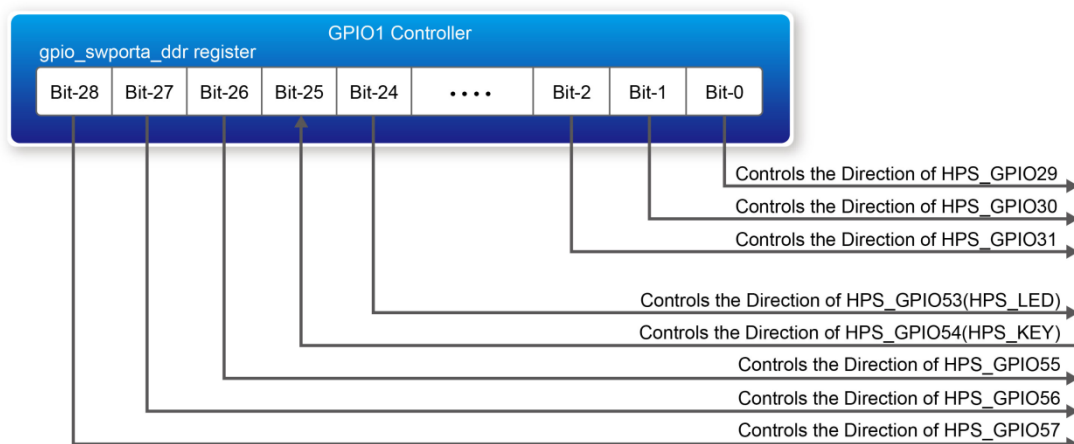 GPIO1 Controller
gpio_swporta_ddr register
Bit-28 Bit-27 Bit-26 Bit-25 Bit-24 •••• Bit-2 Bit-1 Bit-0
Controls the Direction of HPS_GPIO29
Controls the Direction of HPS_GPIO30
Controls the Direction of HPS_GPIO31
Controls the Direction of HPS_GPIO53(HPS_LED)
Controls the Direction of HPS_GPIO54(HPS_KEY)
Controls the Direction of HPS_GPIO55
Controls the Direction of HPS_GPIO56
Controls the Direction of HPS_GPIO57